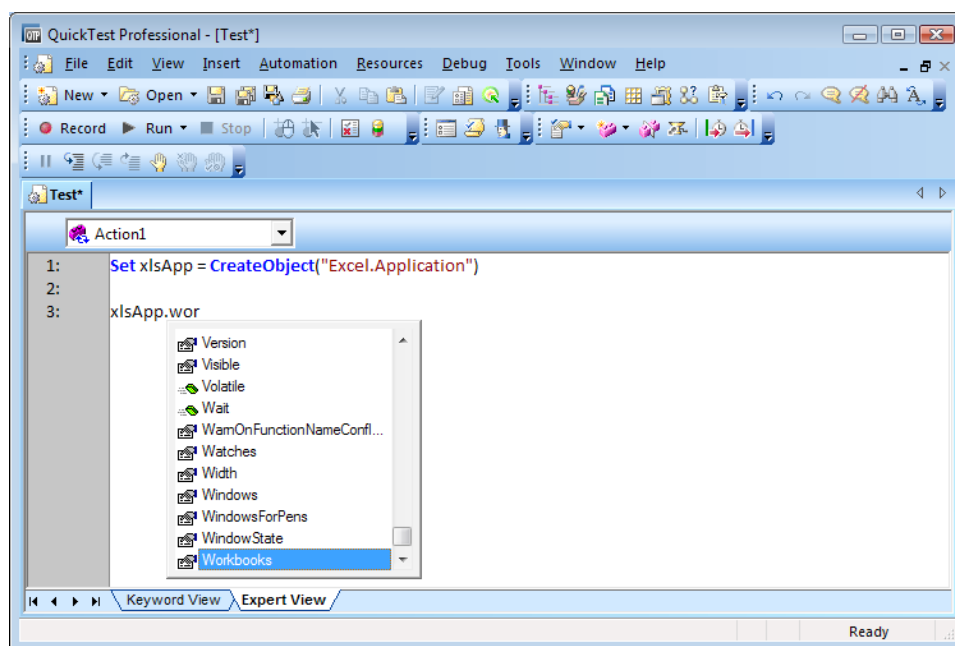 QTP QuickTest Professional - [Test*]
File Edit View Insert Automation Resources Debug Tools Window Help
New Open
Record Run Stop
Test*
Action1
1: Set xlsApp = CreateObject("Excel.Application")
2:
3: xlsApp.wor
Version
Visible
Volatile
Wait
WarnOnFunctionNameConfl...
Watches
Width
Windows
WindowsForPens
WindowState
Workbooks
Keyword View Expert View
Ready